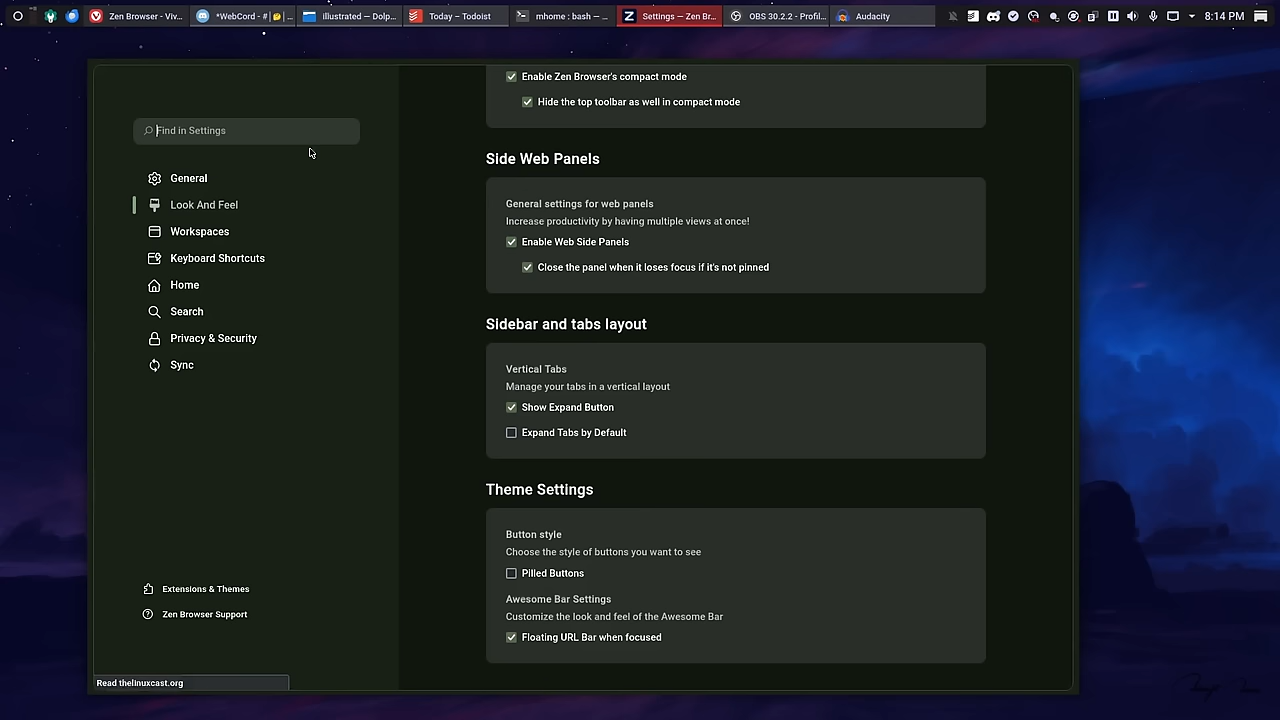 Zen Browser - Viv...
*WebCord - # | 🤔 | ...
Illustrated — Dolp...
Today – Todoist
mhome : bash — ...
Settings — Zen Br...
OBS 30.2.2 - Profil...
Audacity
8:14 PM
Find in Settings
General
Look And Feel
Workspaces
Keyboard Shortcuts
Home
Search
Privacy & Security
Sync
Extensions & Themes
Zen Browser Support
Enable Zen Browser's compact mode
Hide the top toolbar as well in compact mode
Side Web Panels
General settings for web panels
Increase productivity by having multiple views at once!
Enable Web Side Panels
Close the panel when it loses focus if it's not pinned
Sidebar and tabs layout
Vertical Tabs
Manage your tabs in a vertical layout
Show Expand Button
Expand Tabs by Default
Theme Settings
Button style
Choose the style of buttons you want to see
Pilled Buttons
Awesome Bar Settings
Customize the look and feel of the Awesome Bar
Floating URL Bar when focused
Read thelinuxcast.org